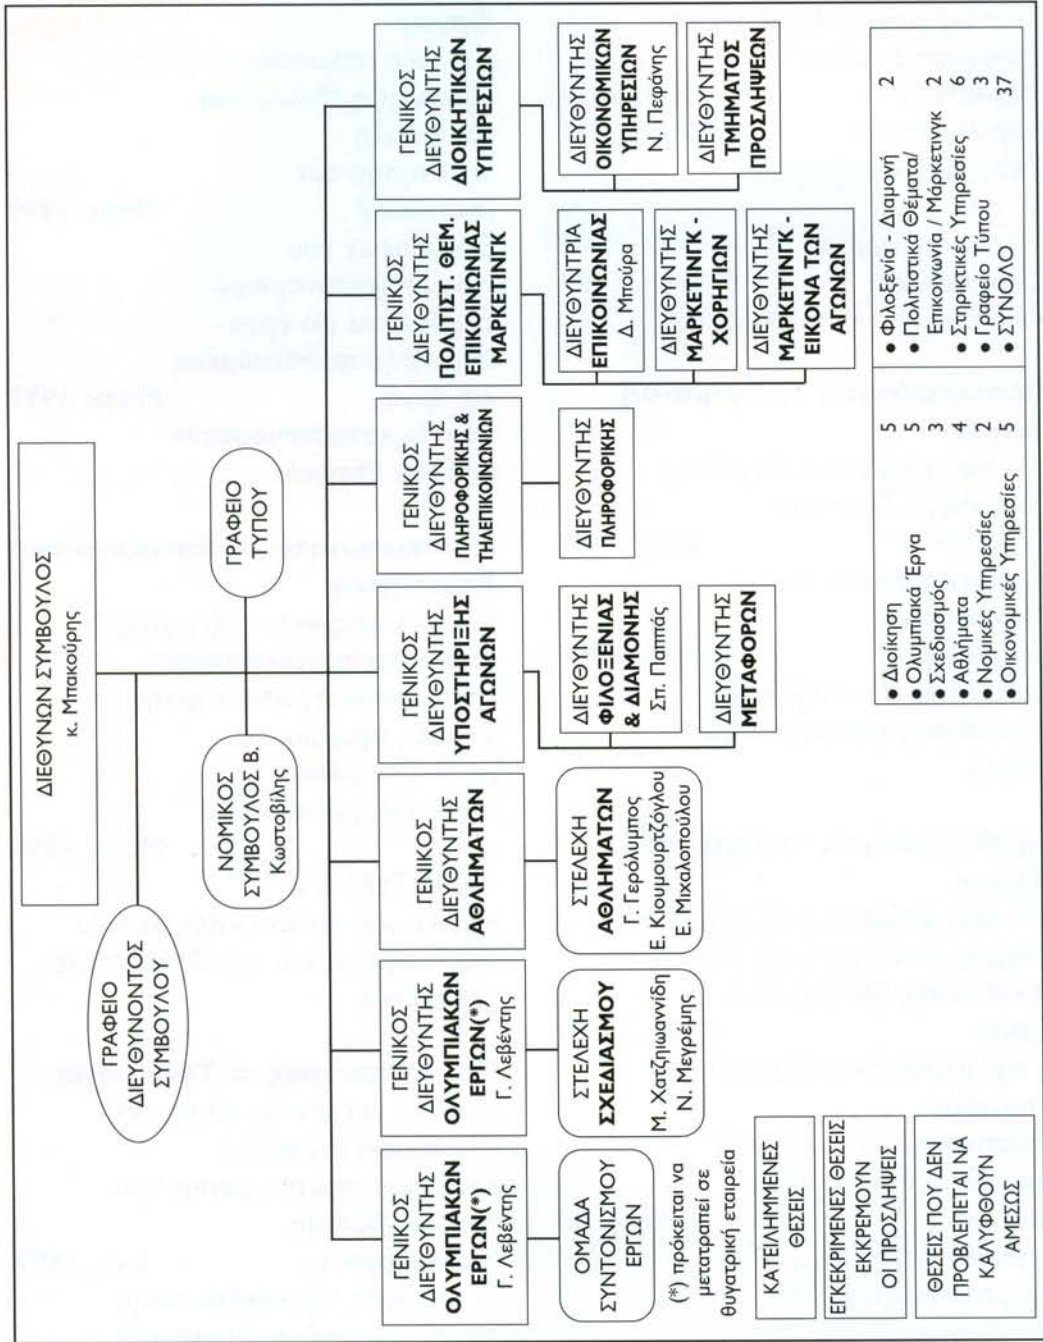 ΔΙΕΘΥΝΩΝ ΣΥΜΒΟΥΛΟΣ
κ. Μπακούρης
ΓΡΑΦΕΙΟ
ΔΙΕΥΘΥΝΟΝΤΟΣ
ΣΥΜΒΟΥΛΟΥ
ΝΟΜΙΚΟΣ
ΣΥΜΒΟΥΛΟΣ Β.
Κωσταβίλης
ΓΡΑΦΕΙΟ
ΤΥΠΟΥ
ΓΕΝΙΚΟΣ
ΔΙΕΥΘΥΝΤΗΣ
ΟΛΥΜΠΙΑΚΩΝ
ΕΡΓΩΝ(*)
Γ. Λεβέντης
ΓΕΝΙΚΟΣ
ΔΙΕΥΘΥΝΤΗΣ
ΟΛΥΜΠΙΑΚΩΝ
ΕΡΓΩΝ(*)
Γ. Λεβέντης
ΓΕΝΙΚΟΣ
ΔΙΕΥΘΥΝΤΗΣ
ΑΘΛΗΜΑΤΩΝ
ΓΕΝΙΚΟΣ
ΔΙΕΥΘΥΝΤΗΣ
ΥΠΟΣΤΗΡΙΞΗΣ
ΑΓΩΝΩΝ
ΓΕΝΙΚΟΣ
ΔΙΕΥΘΥΝΤΗΣ
ΠΛΗΡΟΦΟΡΙΚΗΣ &
ΤΗΛΕΠΙΚΟΙΝΩΝΙΩΝ
ΓΕΝΙΚΟΣ
ΔΙΕΥΘΥΝΤΗΣ
ΠΟΛΙΣΤ. ΘΕΜ
ΕΠΙΚΟΙΝΩΝΙΑΣ
ΜΑΡΚΕΤΙΝΓΚ
ΓΕΝΙΚΟΣ
ΔΙΕΥΘΥΝΤΗΣ
ΔΙΟΙΚΗΤΙΚΩΝ
ΥΠΗΡΕΣΙΩΝ
ΟΜΑΔΑ
ΣΥΝΤΟΝΙΣΜΟΥ
ΕΡΓΩΝ
ΣΤΕΛΕΧΗ
ΣΧΕΔΙΑΣΜΟΥ
Μ. Χατζηιωαννίδη
Ν. Μεγρέμης
ΣΤΕΛΕΧΗ
ΑΘΛΗΜΑΤΩΝ
Γ. Γερόλυμπος
Ε. Κιουμουρτζόγλου
Ε. Μιχαλοπούλου
ΔΙΕΥΘΥΝΤΗΣ
ΦΙΛΟΞΕΝΙΑΣ
& ΔΙΑΜΟΝΗΣ
Σπ. Παππάς
ΔΙΕΥΘΥΝΤΗΣ
ΜΕΤΑΦΟΡΩΝ
ΔΙΕΥΘΥΝΤΗΣ
ΠΛΗΡΟΦΟΡΙΚΗΣ
ΔΙΕΥΘΥΝΤΡΙΑ
ΕΠΙΚΟΙΝΩΝΙΑΣ
Δ. Μπούρα
ΔΙΕΥΘΥΝΤΗΣ
ΜΑΡΚΕΤΙΝΓΚ -
ΧΟΡΗΓΙΩΝ
ΔΙΕΥΘΥΝΤΗΣ
ΜΑΡΚΕΤΙΝΓΚ -
ΕΙΚΟΝΑ ΤΩΝ
ΑΓΩΝΩΝ
ΔΙΕΥΘΥΝΤΗΣ
ΟΙΚΟΝΟΜΙΚΩΝ
ΥΠΗΡΕΣΙΩΝ
Ν. Πεφάνης
ΔΙΕΥΘΥΝΤΗΣ
ΤΜΗΜΑΤΟΣ
ΠΡΟΣΛΗΨΕΩΝ
(*) πρόκειται να
μετατραπεί σε
θυγατρική εταιρεία
ΚΑΤΕΙΛΗΜΜΕΝΕΣ
ΘΕΣΕΙΣ
ΕΓΚΕΚΡΙΜΕΝΕΣ ΘΕΣΕΙΣ
ΕΚΚΡΕΜΟΥΝ
ΟΙ ΠΡΟΣΛΗΨΕΙΣ
ΘΕΣΕΙΣ ΠΟΥ ΔΕΝ
ΠΡΟΒΛΕΠΕΤΑΙ ΝΑ
ΚΑΛΥΦΘΟΥΝ
ΑΜΕΣΩΣ
• Διοίκηση 5
• Ολυμπιακά Έργα 5
• Σχεδιασμός 3
• Αθλήματα 4
• Νομικές Υπηρεσίες 2
• Οικονομικές Υπηρεσίες 5
• Φιλοξενία - Διαμονή 2
• Πολιτιστικά Θέματα/
Επικοινωνία / Μάρκετινγκ 2
• Στηρικτικές Υπηρεσίες 6
• Γραφείο Τύπου 3
• ΣΥΝΟΛΟ 37